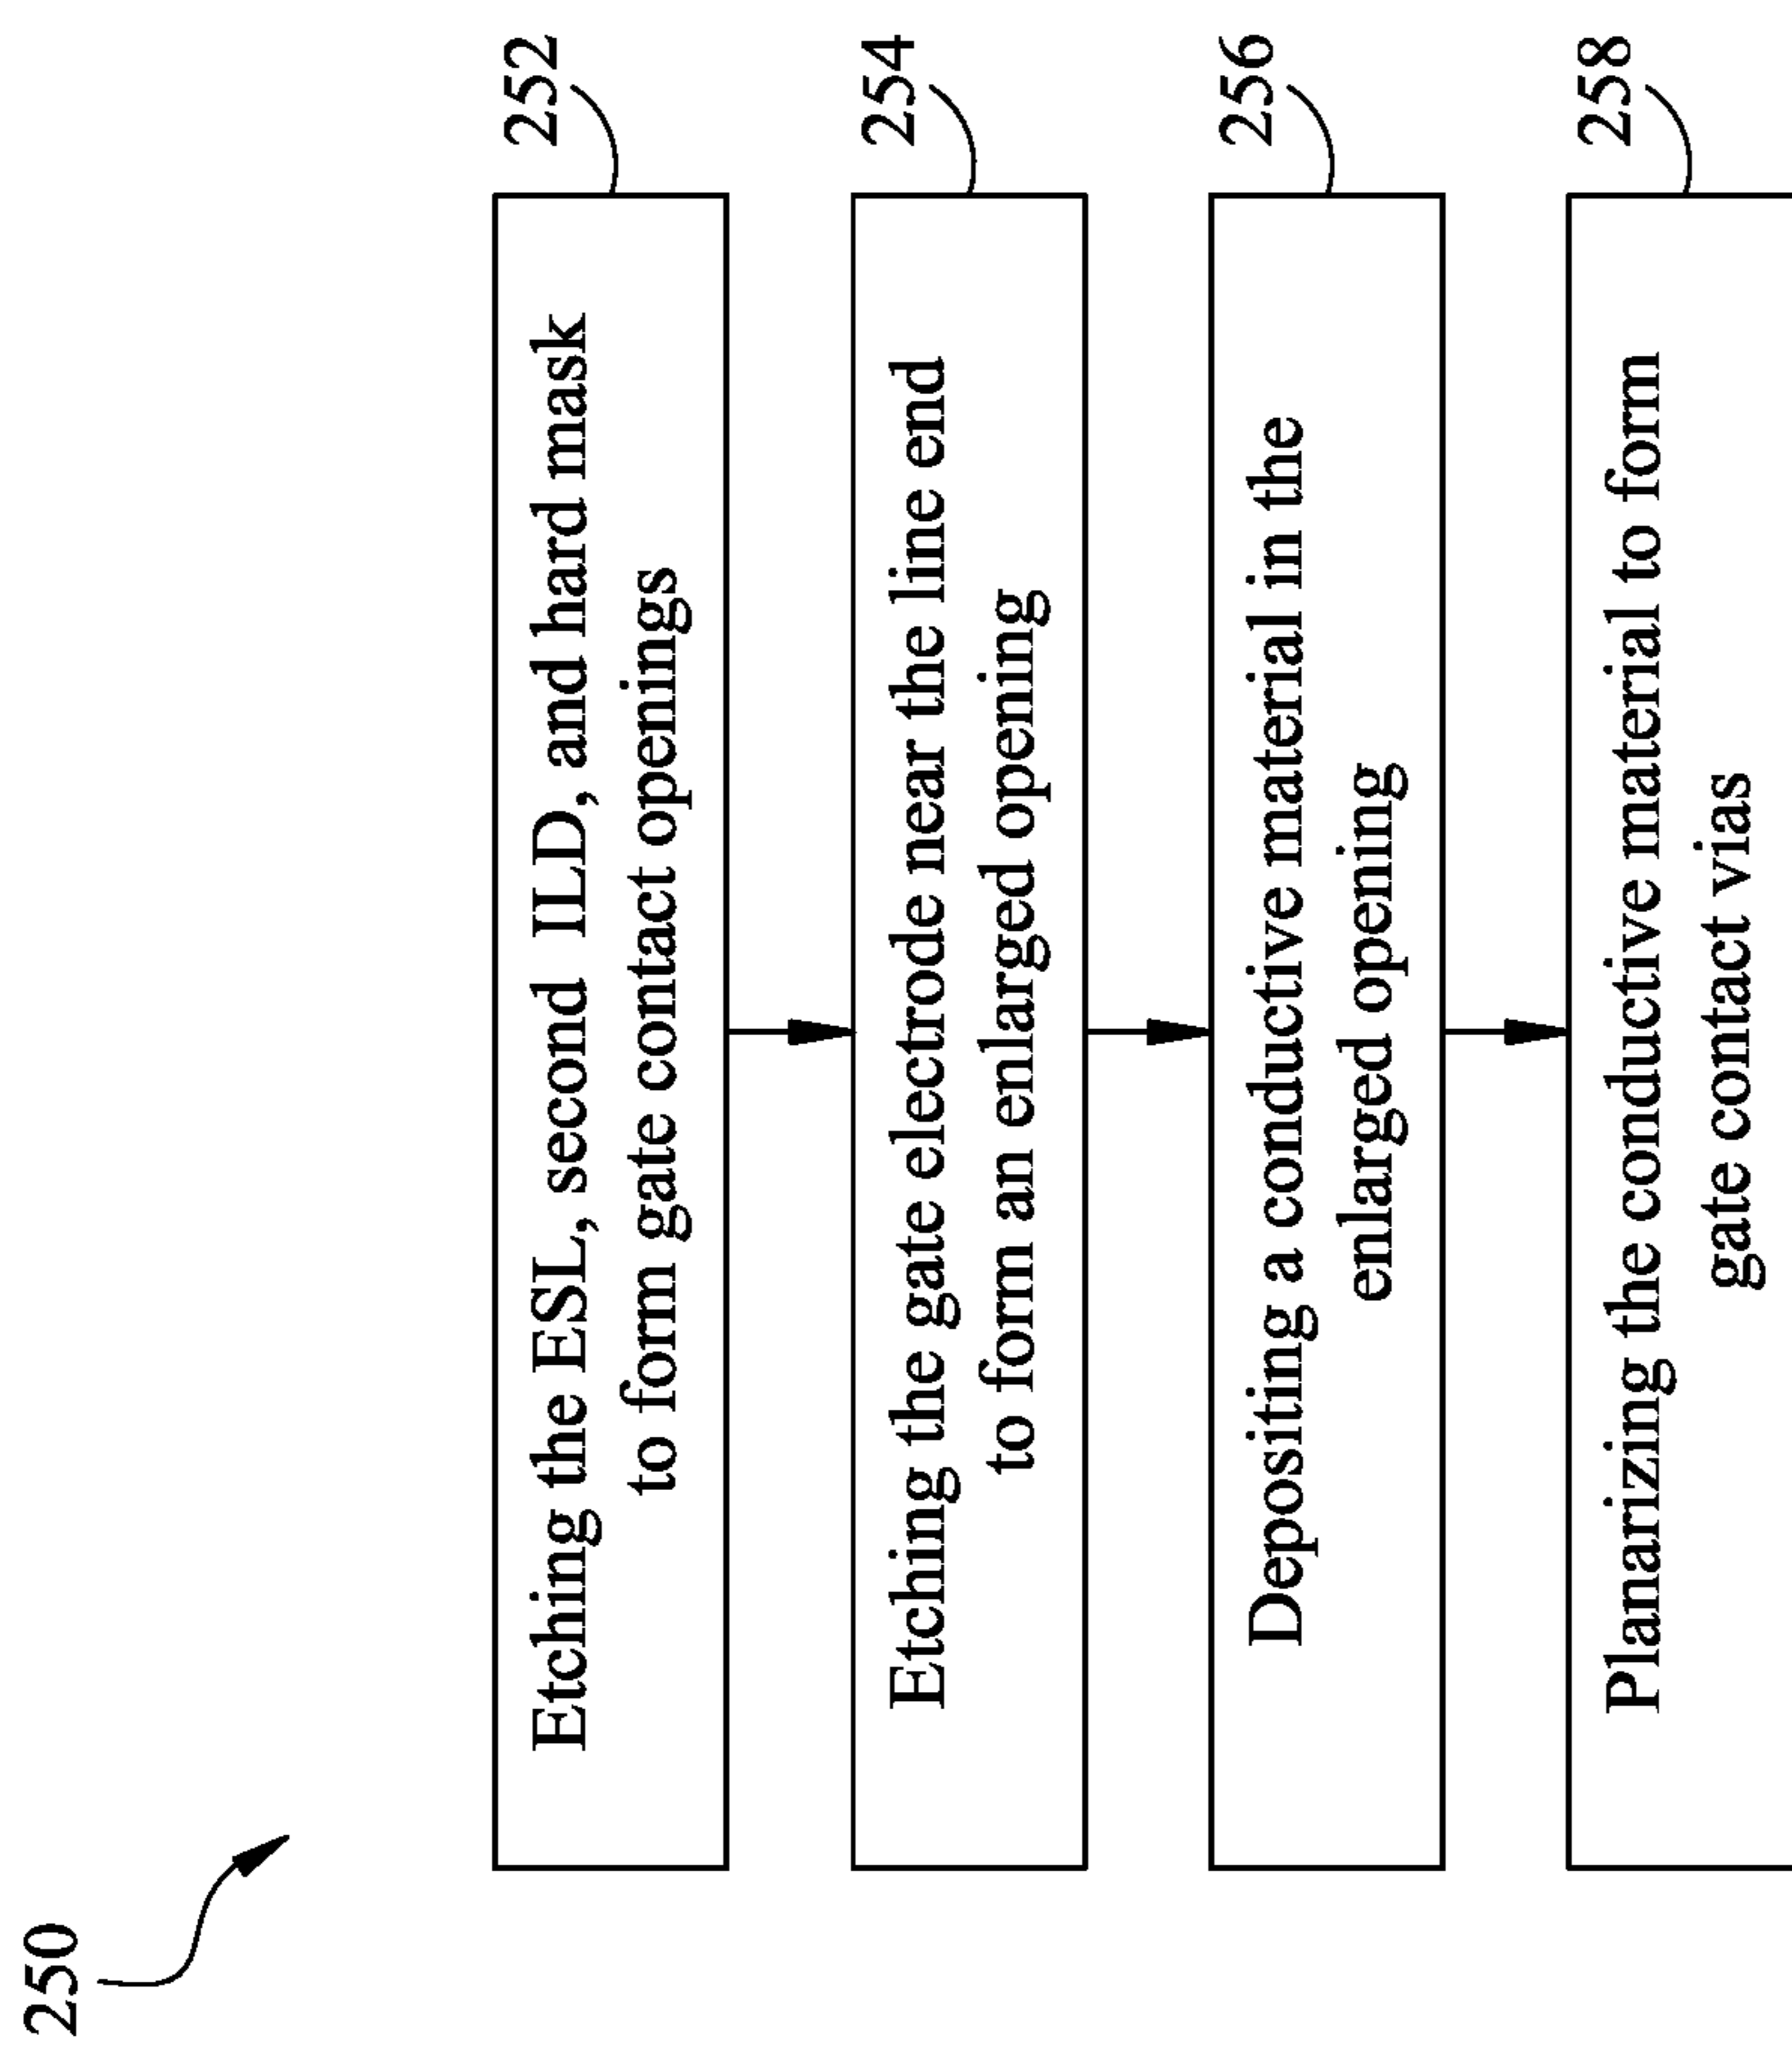 250
Etching the ESL, second ILD, and hard mask
to form gate contact openings
252
Etching the gate electrode near the line end
to form an enlarged opening
254
Depositing a conductive material in the
enlarged opening
256
Planarizing the conductive material to form
gate contact vias
258